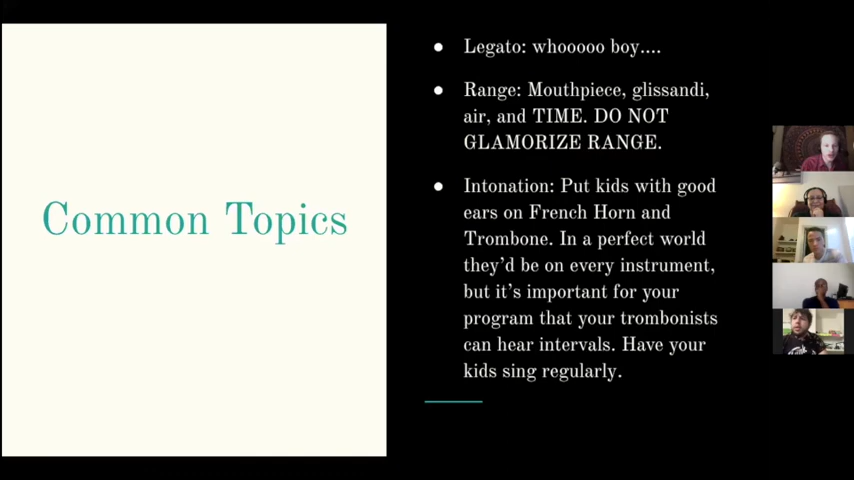 Common Topics
Legato: whooooo boy....
Range: Mouthpiece, glissandi,
air, and TIME. DO NOT
GLAMORIZE RANGE.
Intonation: Put kids with good
ears on French Horn and
Trombone. In a perfect world
they'd be on every instrument,
but it's important for your
program that your trombonists
can hear intervals. Have your
kids sing regularly.